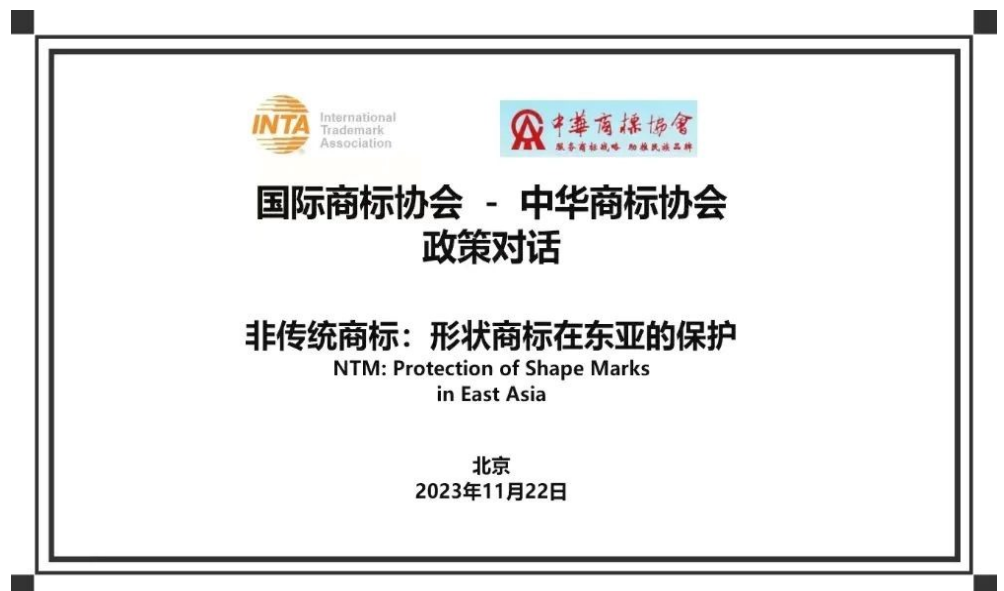 INTA
International
Trademark
Association
中華商標協會
服务商标战略 助推民族品牌
国际商标协会 - 中华商标协会
政策对话
非传统商标：形状商标在东亚的保护
NTM: Protection of Shape Marks
in East Asia
北京
2023年11月22日